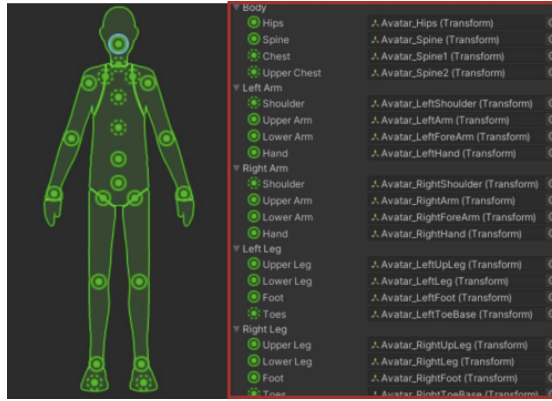 Body
Hips Avatar_Hips (Transform)
Spine Avatar_Spine (Transform)
Chest Avatar_Spine1 (Transform)
Upper Chest Avatar_Spine2 (Transform)
Left Arm
Shoulder Avatar_LeftShoulder (Transform)
Upper Arm Avatar_LeftArm (Transform)
Lower Arm Avatar_LeftForeArm (Transform)
Hand Avatar_LeftHand (Transform)
Right Arm
Shoulder Avatar_RightShoulder (Transform)
Upper Arm Avatar_RightArm (Transform)
Lower Arm Avatar_RightForeArm (Transform)
Hand Avatar_RightHand (Transform)
Left Leg
Upper Leg Avatar_LeftUpLeg (Transform)
Lower Leg Avatar_LeftLeg (Transform)
Foot Avatar_LeftFoot (Transform)
Toes Avatar_LeftToeBase (Transform)
Right Leg
Upper Leg Avatar_RightUpLeg (Transform)
Lower Leg Avatar_RightLeg (Transform)
Foot Avatar_RightFoot (Transform)
Toes Avatar_RightToeBase (Transform)